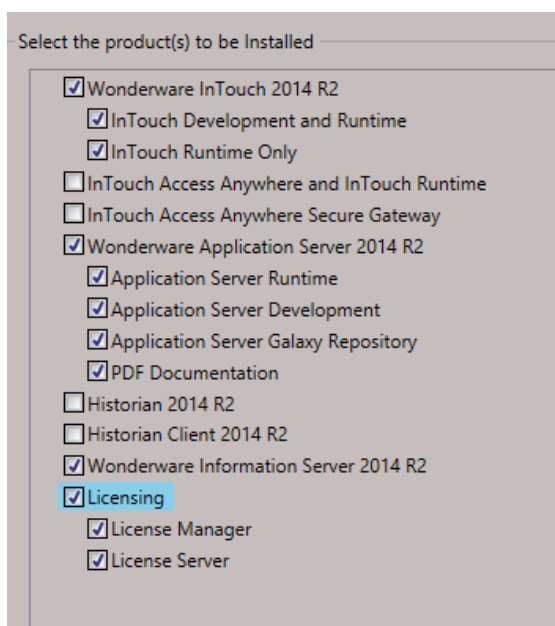 Select the product(s) to be Installed
Wonderware InTouch 2014 R2
InTouch Development and Runtime
InTouch Runtime Only
InTouch Access Anywhere and InTouch Runtime
InTouch Access Anywhere Secure Gateway
Wonderware Application Server 2014 R2
Application Server Runtime
Application Server Development
Application Server Galaxy Repository
PDF Documentation
Historian 2014 R2
Historian Client 2014 R2
Wonderware Information Server 2014 R2
Licensing
License Manager
License Server